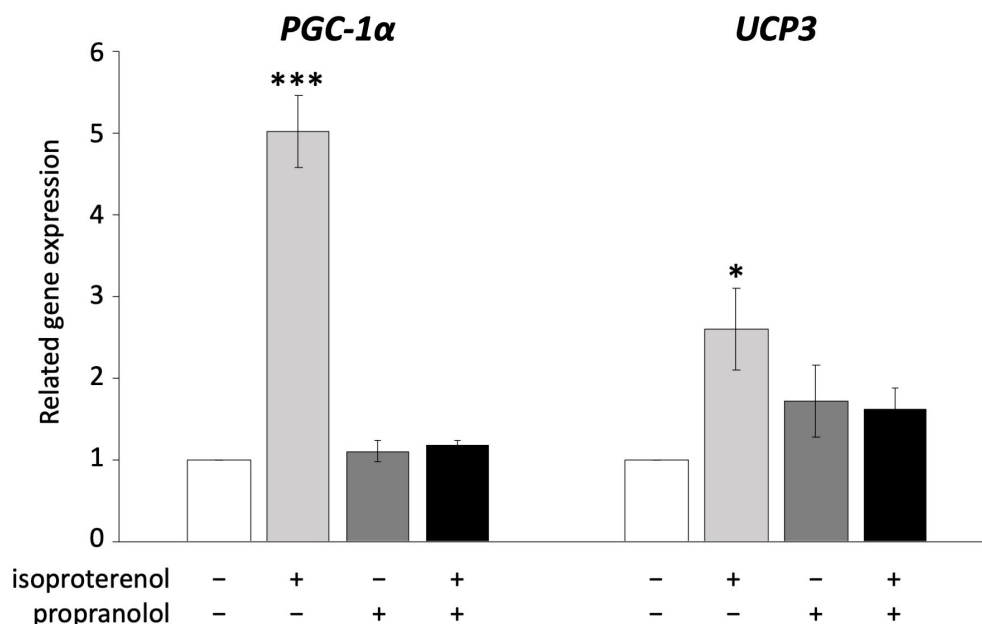 PGC-1α UCP3
6
***
5
4
3
*
2
1
0
Related gene expression
isoproterenol – + – + – + – +
propranolol – – + + – – + +